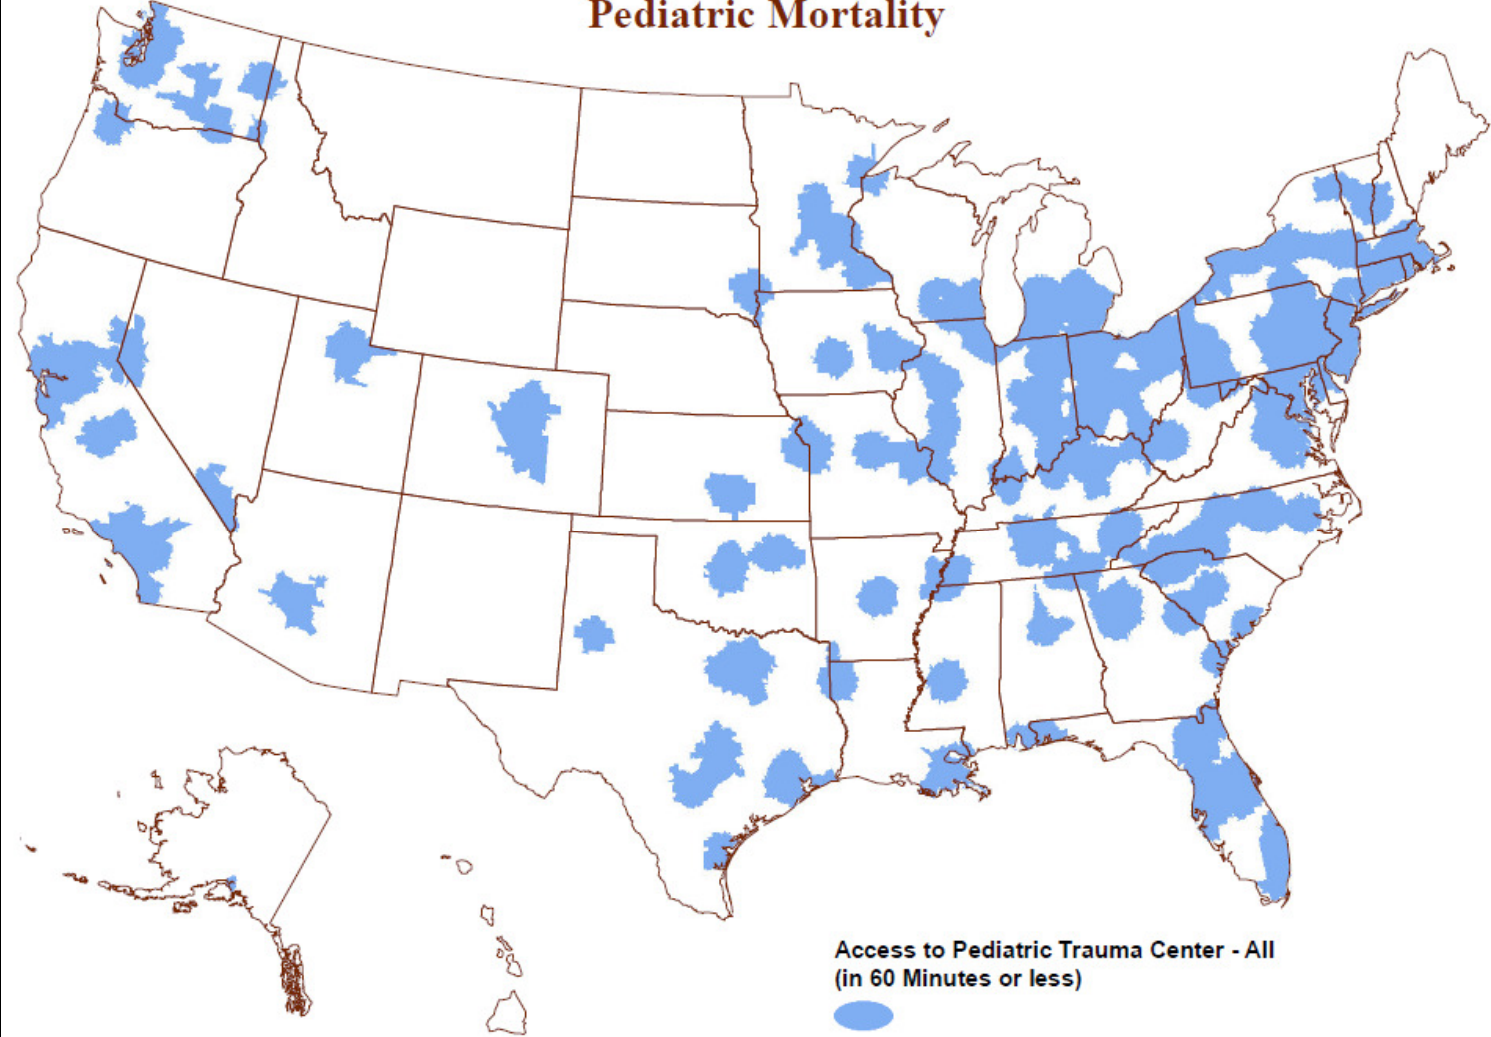 Pediatric Mortality
Access to Pediatric Trauma Center - All
(in 60 Minutes or less)